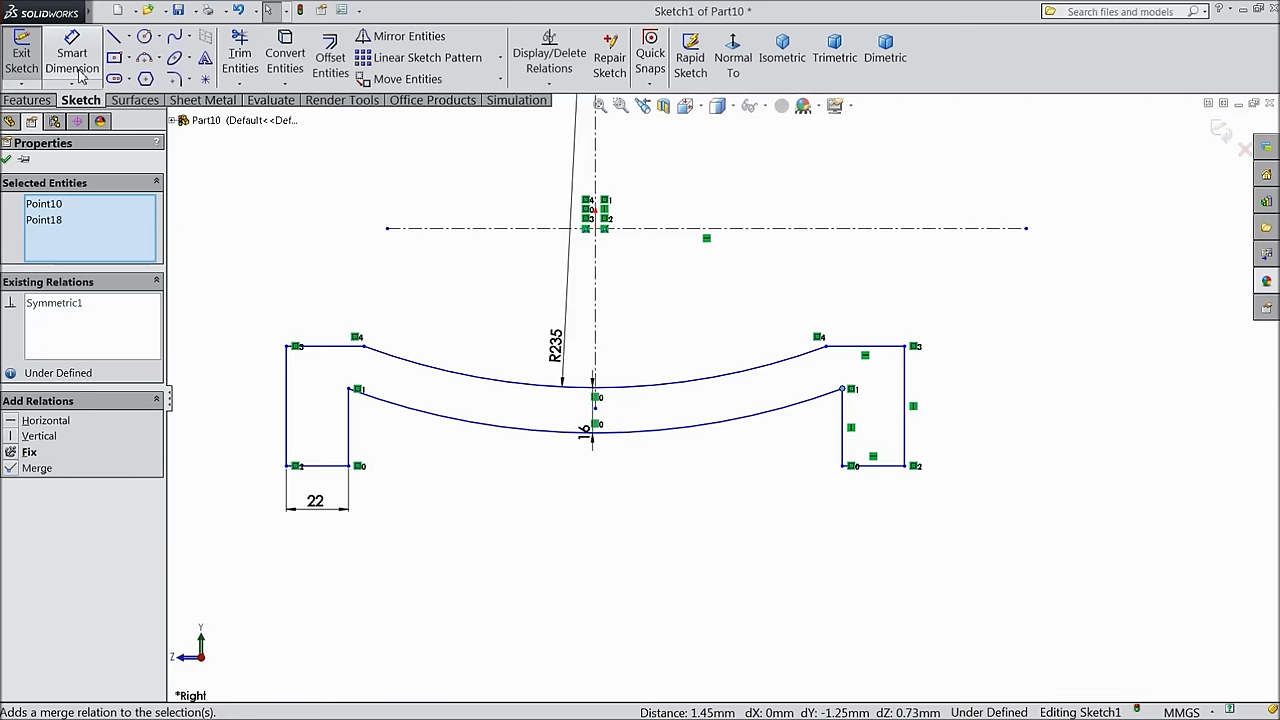 SOLIDWORKS
Sketch1 of Part10 *
Search files and models
Exit Sketch
Smart Dimension
Trim Entities
Convert Entities
Offset Entities
Mirror Entities
Linear Sketch Pattern
Move Entities
Display/Delete Relations
Repair Sketch
Quick Snaps
Rapid Sketch
Normal To
Isometric
Trimetric
Dimetric
Features
Sketch
Surfaces
Sheet Metal
Evaluate
Render Tools
Office Products
Simulation
Part10 (Default<<Def...
Properties
?
Selected Entities
Point10
Point18
Existing Relations
Symmetric1
Under Defined
Add Relations
Horizontal
Vertical
Fix
Merge
R235
16
22
Y
Z
*Right
Adds a merge relation to the selection(s).
Distance: 1.45mm dX: 0mm dY: -1.25mm dZ: 0.73mm Under Defined Editing Sketch1 MMGS